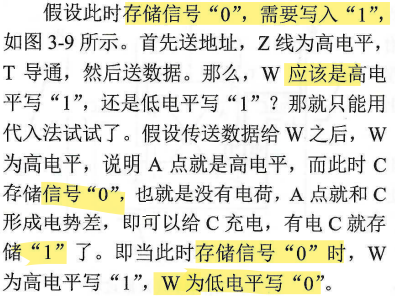 假设此时存储信号“0”，需要写入“1”，
如图 3-9 所示。首先送地址，Z 线为高电平，
T 导通，然后送数据。那么，W 应该是高电
平写“1”，还是低电平写“1”？那就只能用
代入法试试了。假设传送数据给 W 之后，W
为高电平，说明 A 点就是高电平，而此时 C
存储信号“0”，也就是没有电荷，A 点就和 C
形成电势差，即可以给 C 充电，有电 C 就存
储“1”了。即当此时存储信号“0”时，W
为高电平写“1”，W 为低电平写“0”。